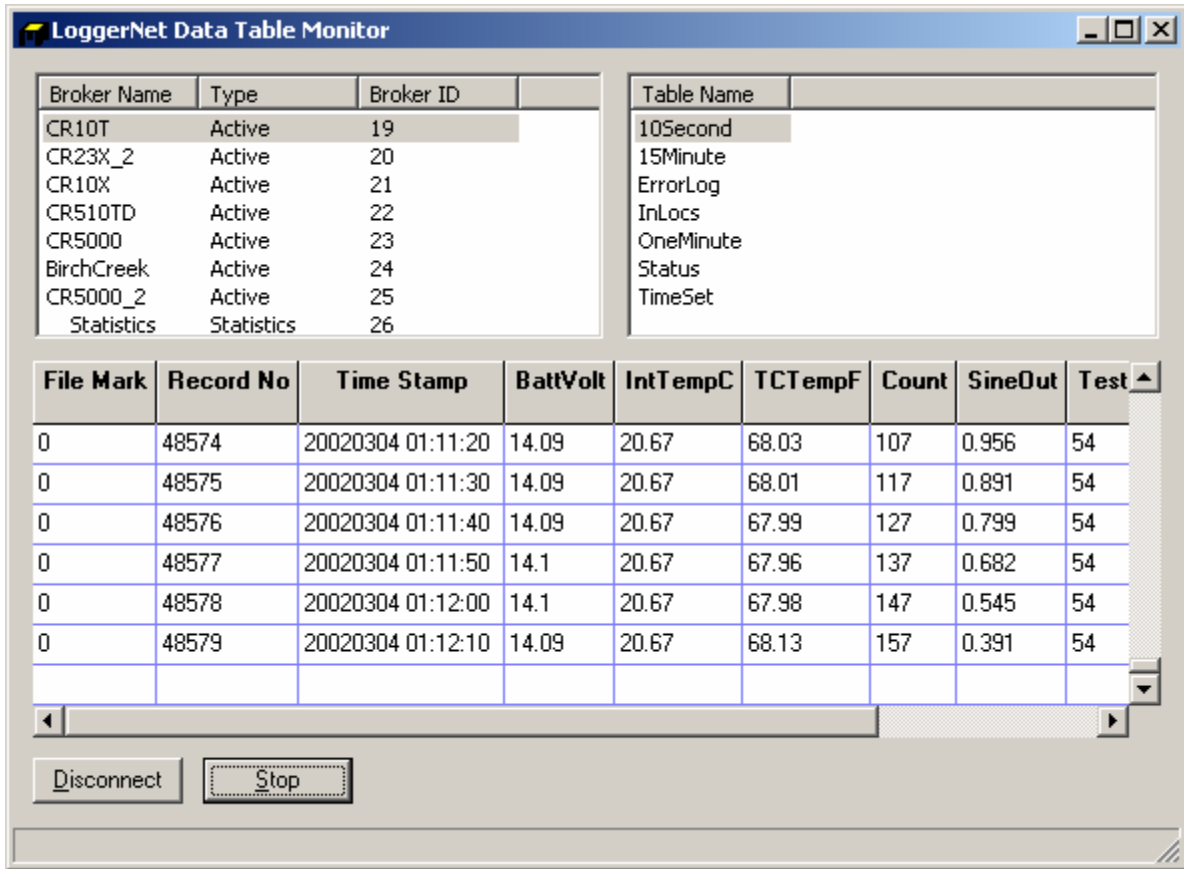 LoggerNet Data Table Monitor
Broker Name Type Broker ID
CR10T Active 19
CR23X_2 Active 20
CR10X Active 21
CR510TD Active 22
CR5000 Active 23
BirchCreek Active 24
CR5000_2 Active 25
Statistics Statistics 26
Table Name
10Second
15Minute
ErrorLog
InLocs
OneMinute
Status
TimeSet
File Mark Record No Time Stamp BattVolt IntTempC TCTempF Count SineOut Test
0 48574 20020304 01:11:20 14.09 20.67 68.03 107 0.956 54
0 48575 20020304 01:11:30 14.09 20.67 68.01 117 0.891 54
0 48576 20020304 01:11:40 14.09 20.67 67.99 127 0.799 54
0 48577 20020304 01:11:50 14.1 20.67 67.96 137 0.682 54
0 48578 20020304 01:12:00 14.1 20.67 67.98 147 0.545 54
0 48579 20020304 01:12:10 14.09 20.67 68.13 157 0.391 54
Disconnect Stop